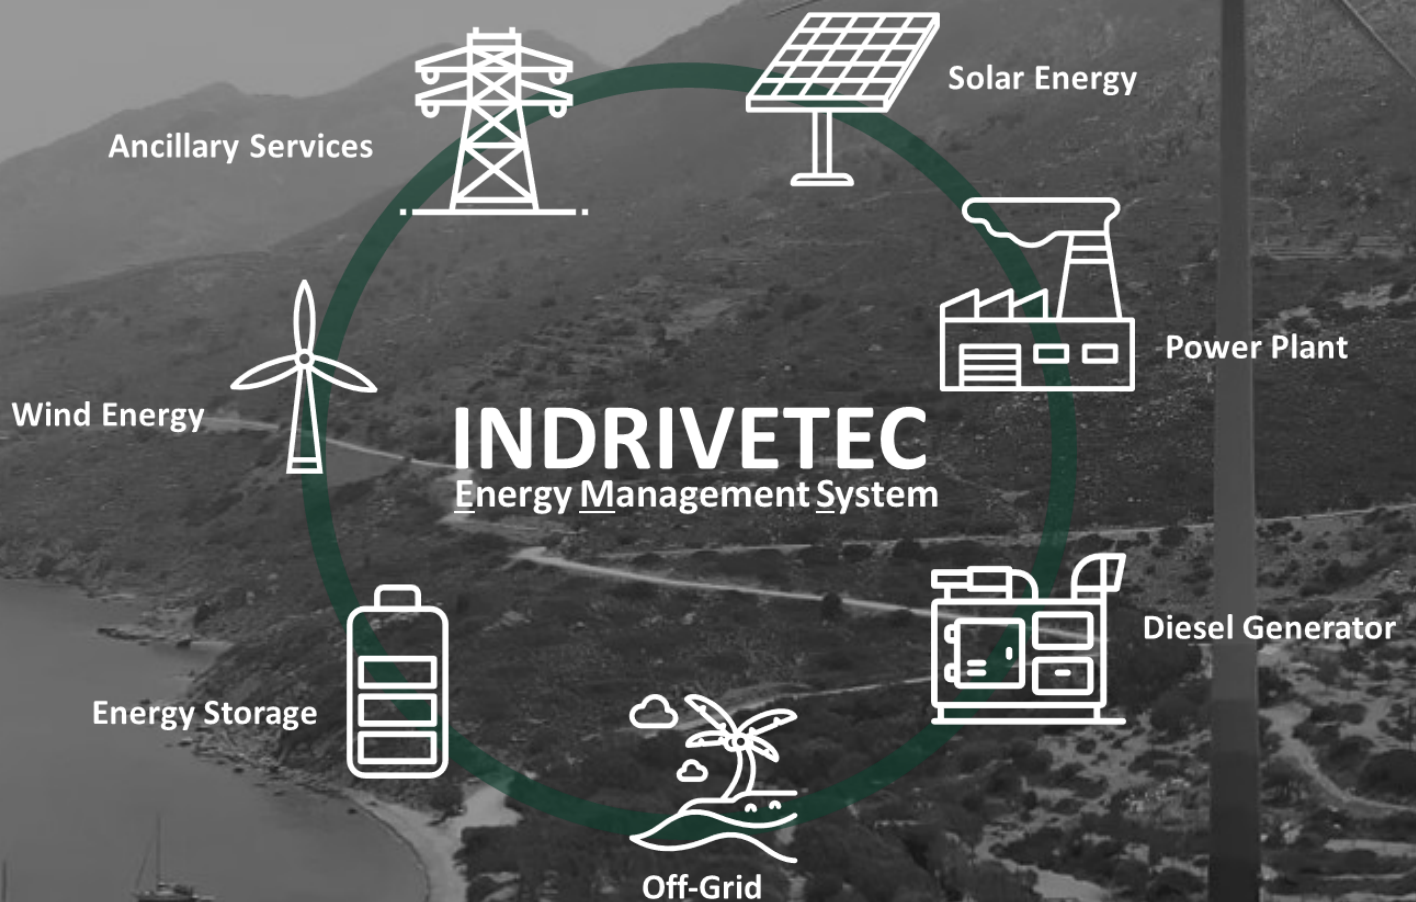 Solar Energy
Ancillary Services
Power Plant
Wind Energy
INDRIVETEC
Energy Management System
Diesel Generator
Energy Storage
Off-Grid